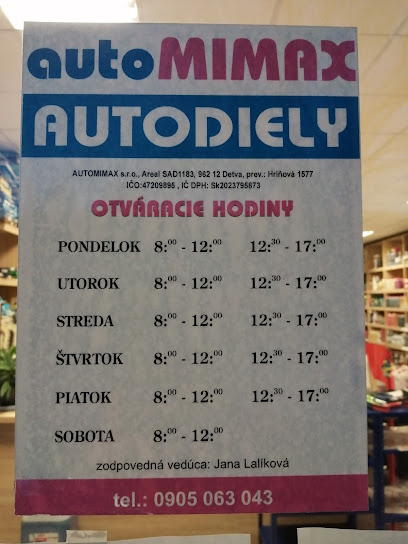 autoMIMAX
AUTODIELY
AUTOMIMAX s.r.o., Areal SAD1183, 962 12 Detva, prev.: Hriňová 1577
IČO:47209895 , IČ DPH: Sk2023795873
OTVÁRACIE HODINY
PONDELOK 8:00 - 12:00 12:30 - 17:00
UTOROK 8:00 - 12:00 12:30 - 17:00
STREDA 8:00 - 12:00 12:30 - 17:00
ŠTVRTOK 8:00 - 12:00 12:30 - 17:00
PIATOK 8:00 - 12:00 12:30 - 17:00
SOBOTA 8:00 - 12:00
zodpovedná vedúca: Jana Lalíková
tel.: 0905 063 043